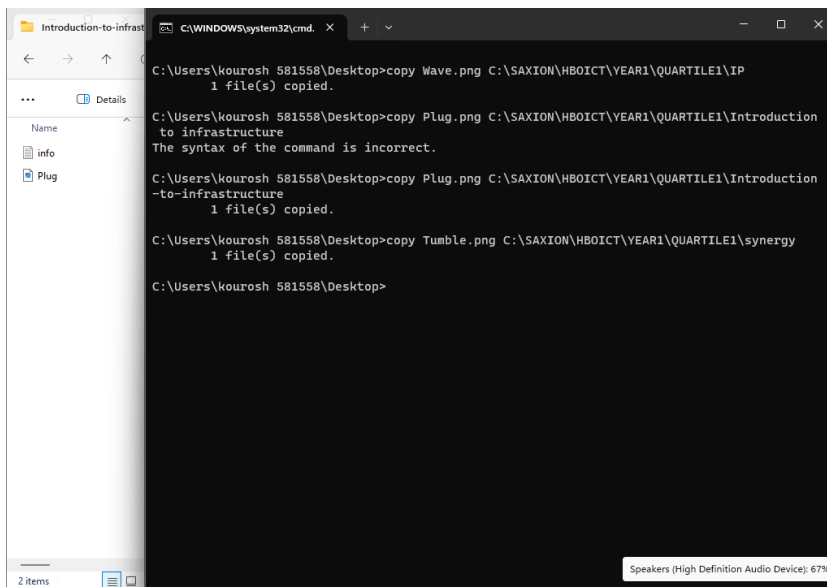 Introduction-to-infrast
C:\WINDOWS\system32\cmd.
Details
Name
info
Plug
2 items
C:\Users\kourosh 581558\Desktop>copy Wave.png C:\SAXION\HBOICT\YEAR1\QUARTILE1\IP
        1 file(s) copied.
C:\Users\kourosh 581558\Desktop>copy Plug.png C:\SAXION\HBOICT\YEAR1\QUARTILE1\Introduction
 to infrastructure
The syntax of the command is incorrect.
C:\Users\kourosh 581558\Desktop>copy Plug.png C:\SAXION\HBOICT\YEAR1\QUARTILE1\Introduction
-to-infrastructure
        1 file(s) copied.
C:\Users\kourosh 581558\Desktop>copy Tumble.png C:\SAXION\HBOICT\YEAR1\QUARTILE1\synergy
        1 file(s) copied.
C:\Users\kourosh 581558\Desktop>
Speakers (High Definition Audio Device): 67%